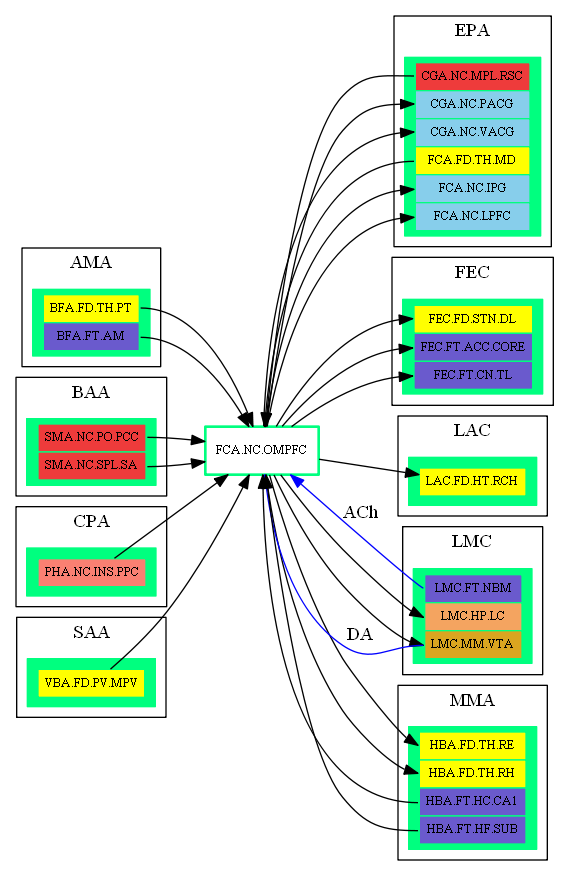 EPA
CGA.NC.MPL.RSC
CGA.NC.PACG
CGA.NC.VACG
FCA.FD.TH.MD
FCA.NC.IPG
FCA.NC.LPFC
AMA
BFA.FD.TH.PT
BFA.FT.AM
FEC
FEC.FD.STN.DL
FEC.FT.ACC.CORE
FEC.FT.CN.TL
BAA
SMA.NC.PO.PCC
SMA.NC.SPL.SA
FCA.NC.OMPFC
LAC
LAC.FD.HT.RCH
CPA
PHA.NC.INS.PPC
ACh
LMC
LMC.FT.NBM
LMC.HP.LC
LMC.MM.VTA
DA
SAA
VBA.FD.PV.MPV
MMA
HBA.FD.TH.RE
HBA.FD.TH.RH
HBA.FT.HC.CA1
HBA.FT.HF.SUB